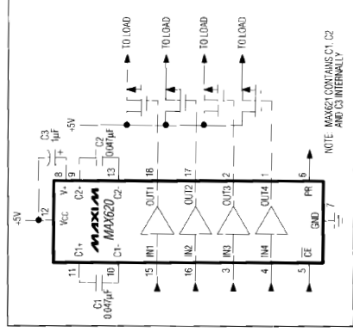 +5V
12
VCC
C3
1µF
8
V+
9
C2+
C2
0.047µF
13
C2-
MAXIM
MAX620
11
C1+
C1
0.047µF
10
C1-
+5V
15
IN1
OUT1
18
TO LOAD
16
IN2
OUT2
17
TO LOAD
3
IN3
OUT3
2
TO LOAD
4
IN4
OUT4
1
TO LOAD
5
CE
GND
7
PR
6
NOTE MAX621 CONTAINS C1, C2
AND C3 INTERNALLY